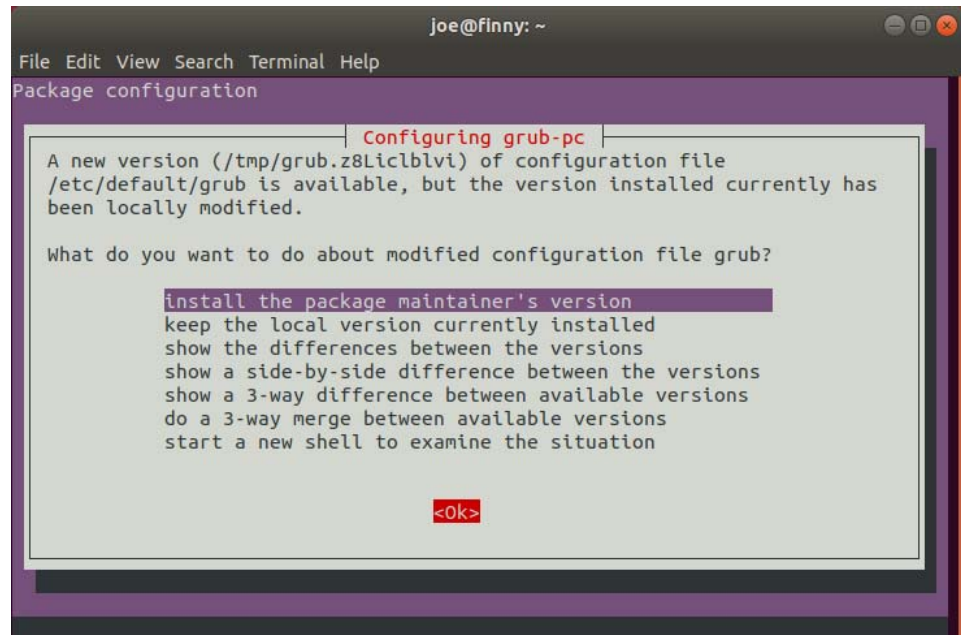 joe@finny: ~
File Edit View Search Terminal Help
Package configuration
Configuring grub-pc
A new version (/tmp/grub.z8Liclblvi) of configuration file
/etc/default/grub is available, but the version installed currently has
been locally modified.
What do you want to do about modified configuration file grub?
install the package maintainer's version
keep the local version currently installed
show the differences between the versions
show a side-by-side difference between the versions
show a 3-way difference between available versions
do a 3-way merge between available versions
start a new shell to examine the situation
<Ok>